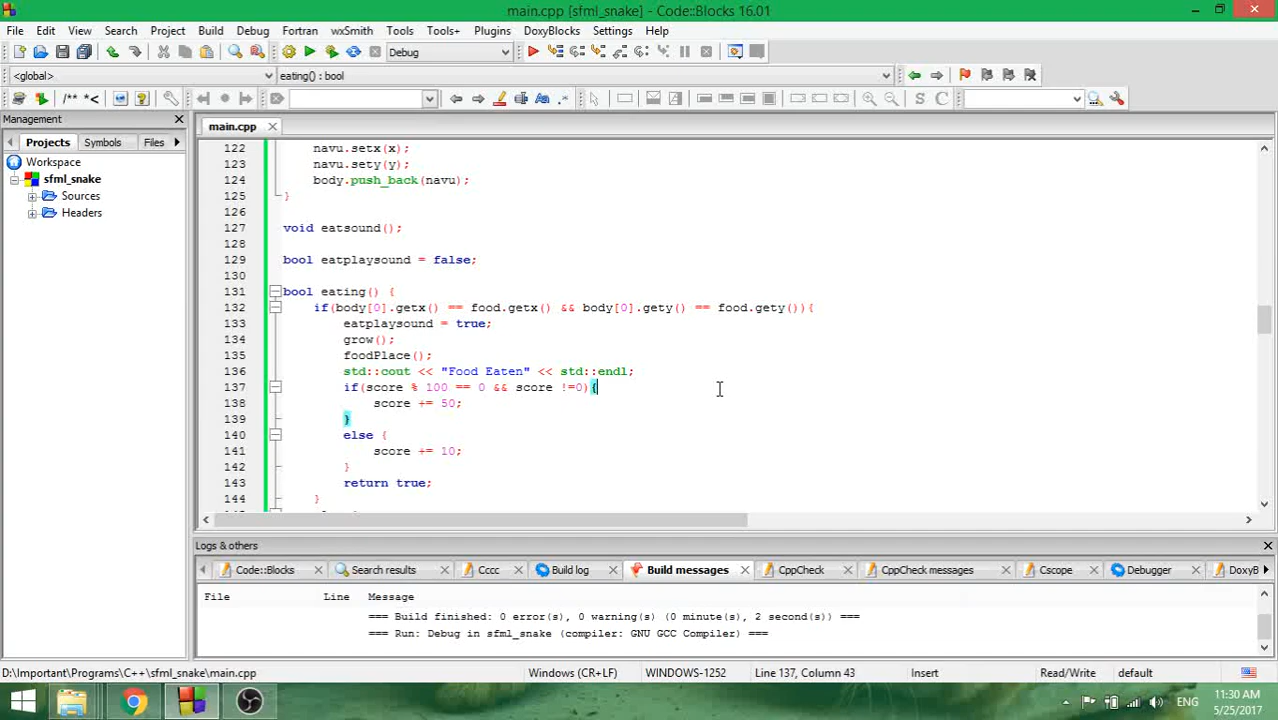 main.cpp [sfml_snake] - Code::Blocks 16.01
File Edit View Search Project Build Debug Fortran wxSmith Tools Tools+ Plugins DoxyBlocks Settings Help
Debug
<global> eating() : bool
/** *<
S C
Management
main.cpp
Projects Symbols Files
Workspace
sfml_snake
Sources
Headers
122 navu.setx(x);
123 navu.sety(y);
124 body.push_back(navu);
125 }
126
127 void eatsound();
128
129 bool eatplaysound = false;
130
131 bool eating() {
132 if(body[0].getx() == food.getx() && body[0].gety() == food.gety()){
133 eatplaysound = true;
134 grow();
135 foodPlace();
136 std::cout << "Food Eaten" << std::endl;
137 if(score % 100 == 0 && score !=0){
138 score += 50;
139 }
140 else {
141 score += 10;
142 }
143 return true;
144 }
Logs & others
Code::Blocks Search results Cccc Build log Build messages CppCheck CppCheck messages Cscope Debugger DoxyB
File Line Message
=== Build finished: 0 error(s), 0 warning(s) (0 minute(s), 2 second(s)) ===
=== Run: Debug in sfml_snake (compiler: GNU GCC Compiler) ===
D:\Important\Programs\C++\sfml_snake\main.cpp Windows (CR+LF) WINDOWS-1252 Line 137, Column 43 Insert Read/Write default
ENG
11:30 AM
5/25/2017